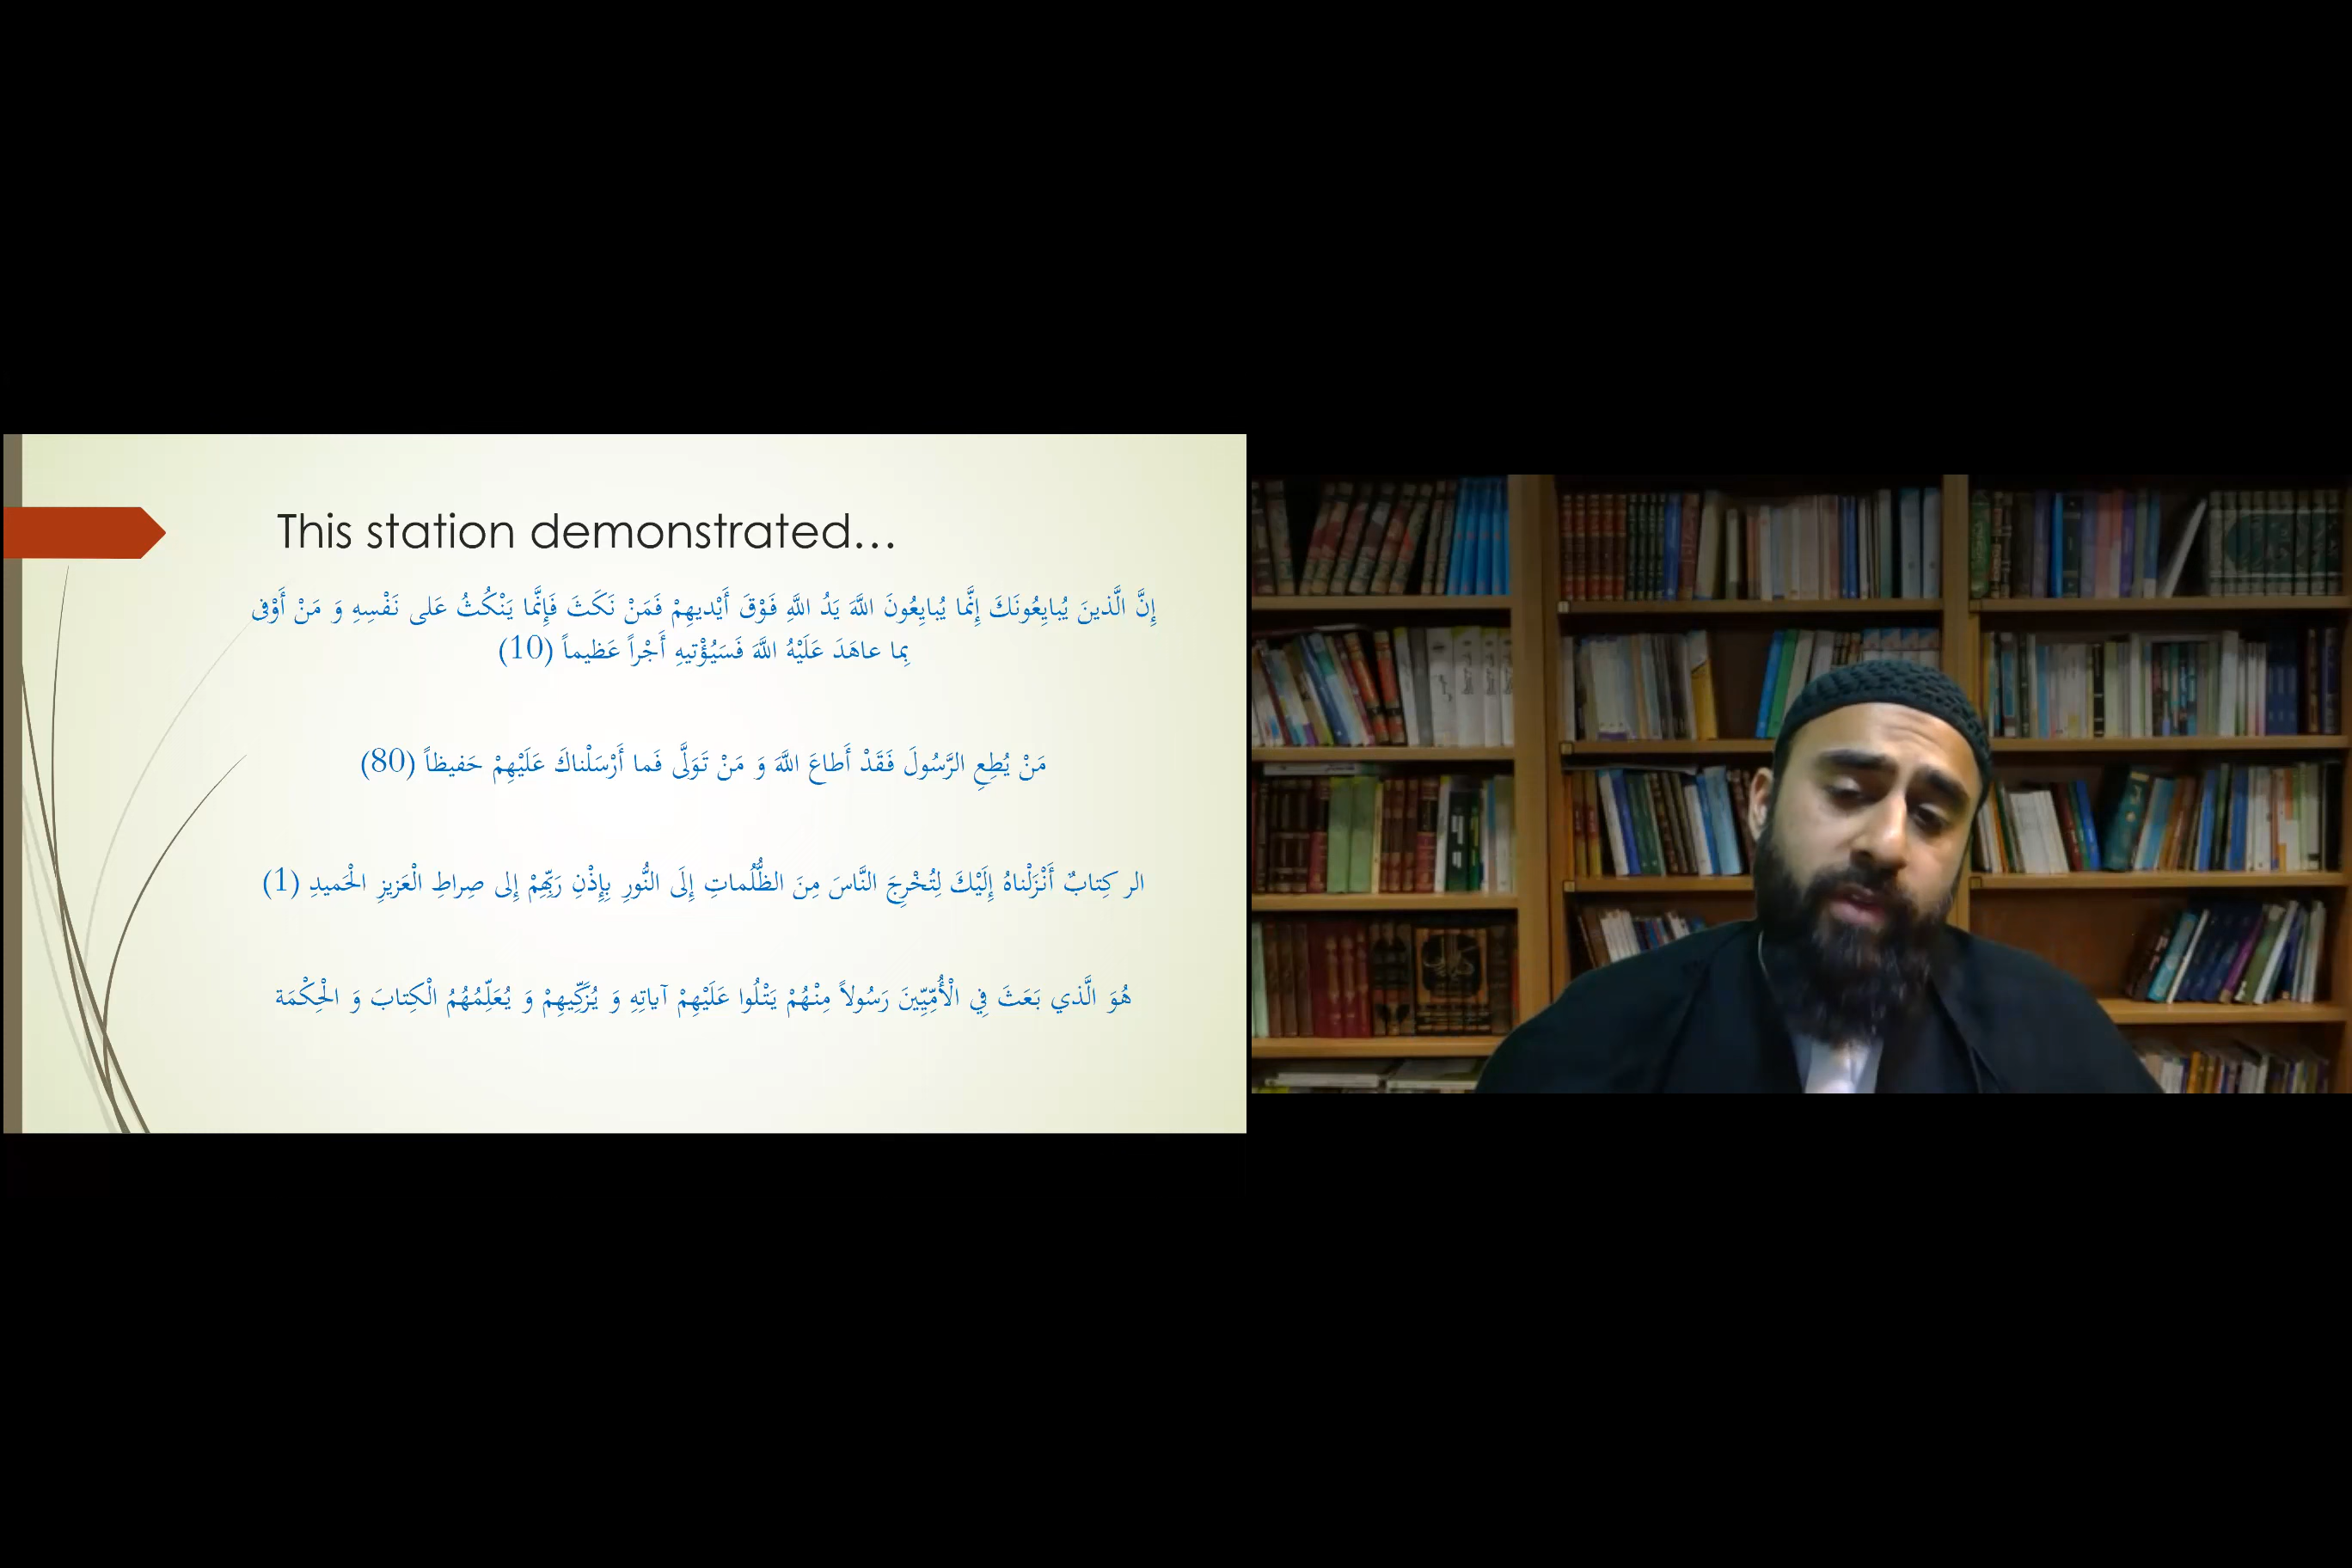 This station demonstrated...
إِنَّ الَّذينَ يُبايِعُونَكَ إِنَّما يُبايِعُونَ اللَّهَ يَدُ اللَّهِ فَوْقَ أَيْديهِمْ فَمَنْ نَكَثَ فَإِنَّما يَنْكُثُ عَلى نَفْسِهِ وَ مَنْ أَوْفى
بِما عاهَدَ عَلَيْهُ اللَّهَ فَسَيُؤْتيهِ أَجْراً عَظيماً (10)
مَنْ يُطِعِ الرَّسُولَ فَقَدْ أَطاعَ اللَّهَ وَ مَنْ تَوَلَّى فَما أَرْسَلْناكَ عَلَيْهِمْ حَفيظاً (80)
الر كِتابٌ أَنْزَلْناهُ إِلَيْكَ لِتُخْرِجَ النَّاسَ مِنَ الظُّلُماتِ إِلَى النُّورِ بِإِذْنِ رَبِّهِمْ إِلى صِراطِ الْعَزيزِ الْحَميدِ (1)
هُوَ الَّذي بَعَثَ فِي الْأُمِّيِّينَ رَسُولاً مِنْهُمْ يَتْلُوا عَلَيْهِمْ آياتِهِ وَ يُزَكِّيهِمْ وَ يُعَلِّمُهُمُ الْكِتابَ وَ الْحِكْمَة